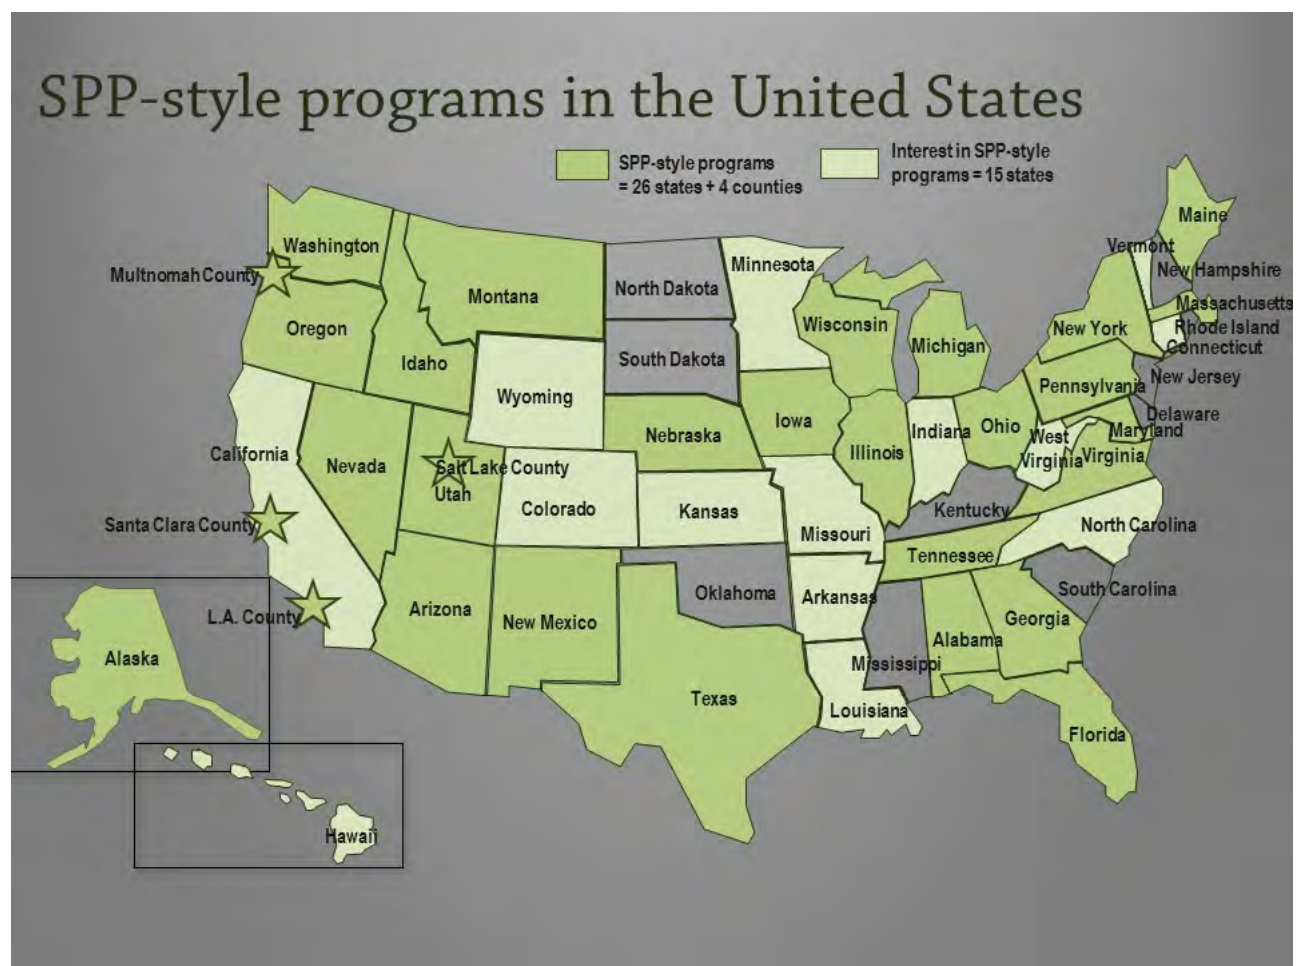 SPP-style programs in the United States
SPP-style programs
= 26 states + 4 counties
Interest in SPP-style
programs = 15 states
Maine
Washington
Vermont
Multnomah County
Minnesota
New Hampshire
North Dakota
Montana
Massachusetts
Oregon
Wisconsin
New York
Rhode Island
Michigan
Connecticut
South Dakota
Idaho
New Jersey
Pennsylvania
Wyoming
Delaware
Iowa
Ohio
Indiana
Maryland
Nebraska
West
Virginia
Virginia
California
Illinois
Nevada
Salt Lake County
Utah
Colorado
Kansas
Kentucky
Santa Clara County
North Carolina
Missouri
Tennessee
South Carolina
Oklahoma
Arkansas
L.A. County
Arizona
New Mexico
Georgia
Alabama
Alaska
Mississippi
Texas
Louisiana
Florida
Hawaii